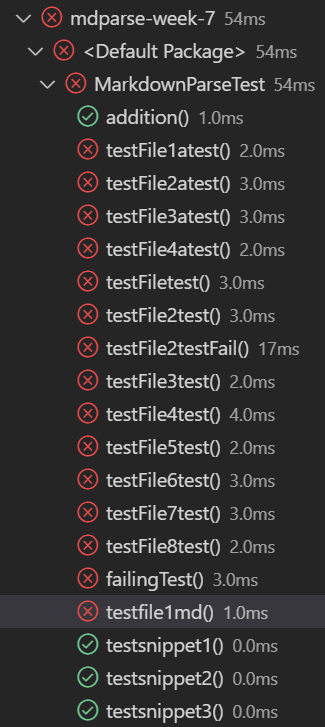 mdparse-week-7 54ms
<Default Package> 54ms
MarkdownParseTest 54ms
addition() 1.0ms
testFile1atest() 2.0ms
testFile2atest() 3.0ms
testFile3atest() 3.0ms
testFile4atest() 2.0ms
testFiletest() 3.0ms
testFile2test() 3.0ms
testFile2testFail() 17ms
testFile3test() 2.0ms
testFile4test() 4.0ms
testFile5test() 2.0ms
testFile6test() 3.0ms
testFile7test() 3.0ms
testFile8test() 2.0ms
failingTest() 3.0ms
testfile1md() 1.0ms
testsnippet1() 0.0ms
testsnippet2() 0.0ms
testsnippet3() 0.0ms